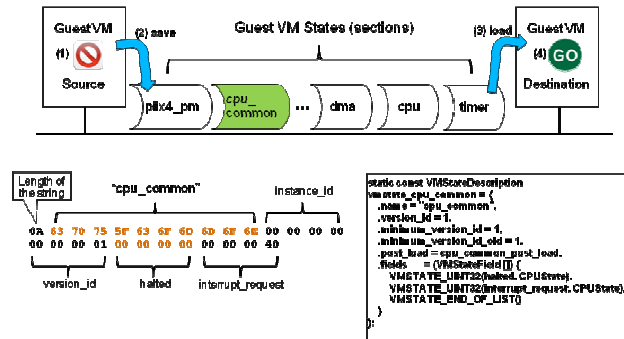 GuestVM
(1)
Source
(2) save
Guest VM States (sections)
(3) load
GuestVM
(4) GO
Destination
piix4_pm
cpu_
common
...
dma
cpu
timer
Length of
the string
"cpu_common"
instance_id
0A 63 70 75 5F 63 6F 6D 6D 6F 6E 00 00 00 00
00 00 00 01 00 00 00 00 00 00 00 40
version_id
halted
interrupt_request
static const VMStateDescription
vmstate_cpu_common = {
.name = "cpu_common",
.version_id = 1,
.minimum_version_id = 1,
.minimum_version_id_old = 1,
.post_load = cpu_common_post_load,
.fields = (VMStateField []) {
VMSTATE_UINT32(halted, CPUState),
VMSTATE_UINT32(interrupt_request, CPUState),
VMSTATE_END_OF_LIST()
}
};